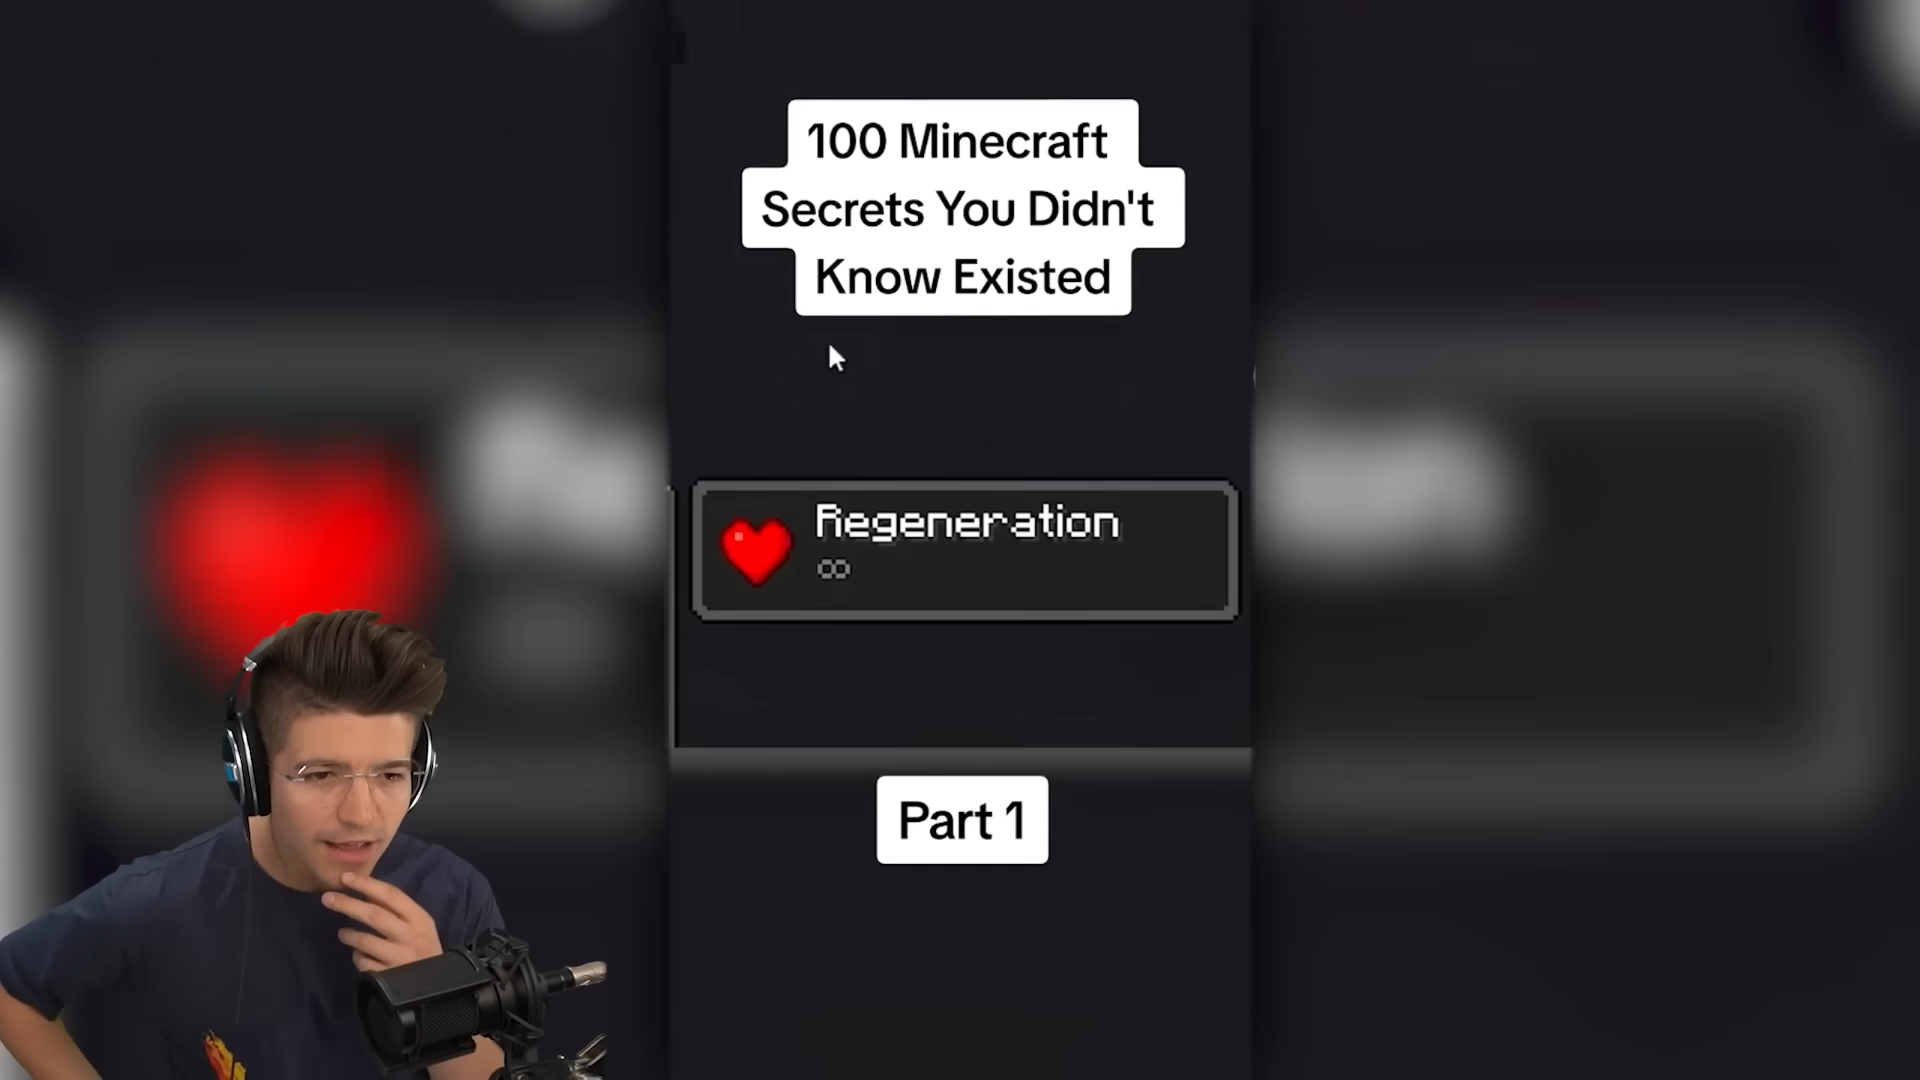 100 Minecraft
Secrets You Didn't
Know Existed
Regeneration
∞
Part 1